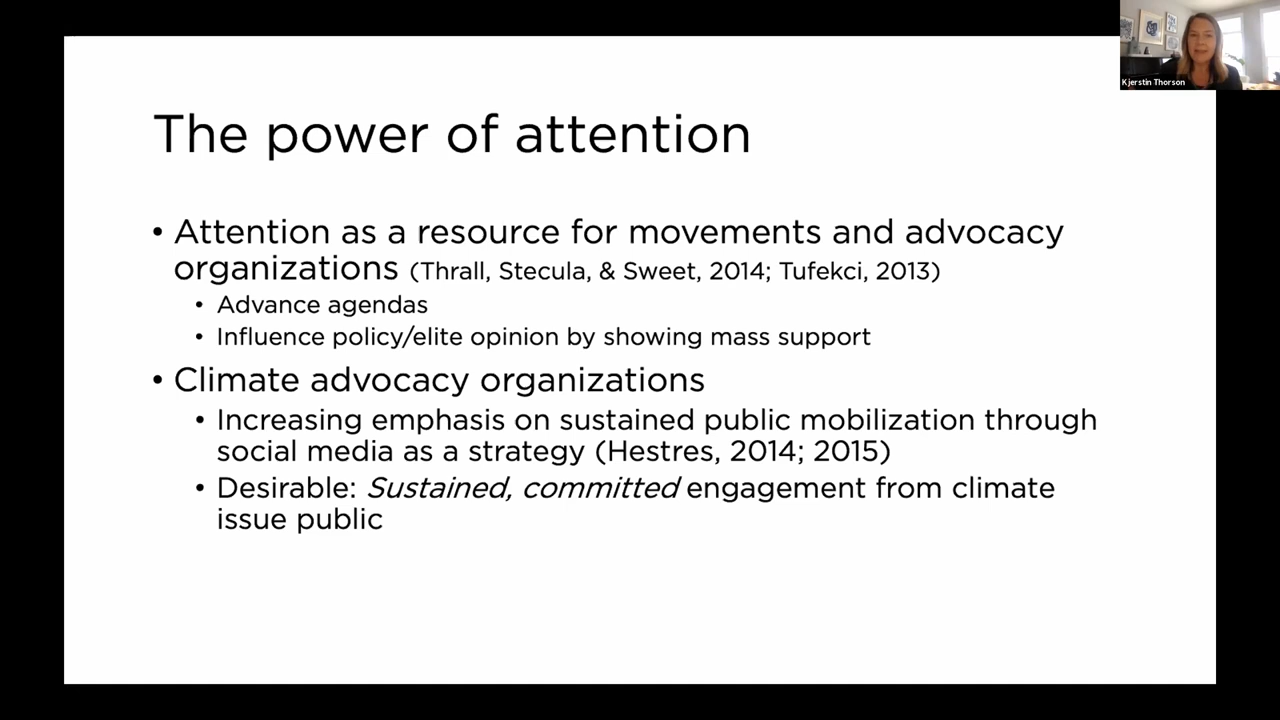 Kjerstin Thorson
The power of attention
• Attention as a resource for movements and advocacy
organizations (Thrall, Stecula, & Sweet, 2014; Tufekci, 2013)
• Advance agendas
• Influence policy/elite opinion by showing mass support
• Climate advocacy organizations
• Increasing emphasis on sustained public mobilization through
social media as a strategy (Hestres, 2014; 2015)
• Desirable: Sustained, committed engagement from climate
issue public